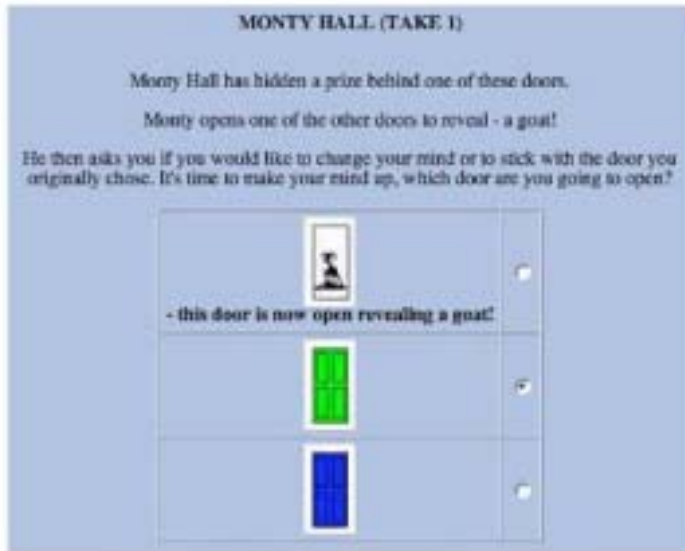 MONTY HALL (TAKE 1)
Monty Hall has hidden a prize behind one of these doors.
Monty opens one of the other doors to reveal - a goat!
He then asks you if you would like to change your mind or to stick with the door you
originally chose. It's time to make your mind up, which door are you going to open?
- this door is now open revealing a goat!